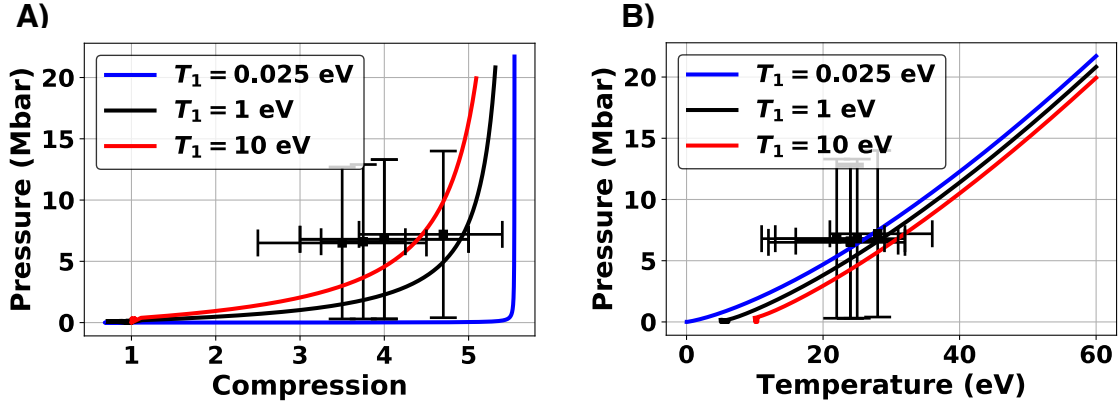 A)
Pressure (Mbar)
20
15
10
5
0
T₁ = 0.025 eV
T₁ = 1 eV
T₁ = 10 eV
1 2 3 4 5
Compression
B)
Pressure (Mbar)
20
15
10
5
0
T₁ = 0.025 eV
T₁ = 1 eV
T₁ = 10 eV
0 20 40 60
Temperature (eV)